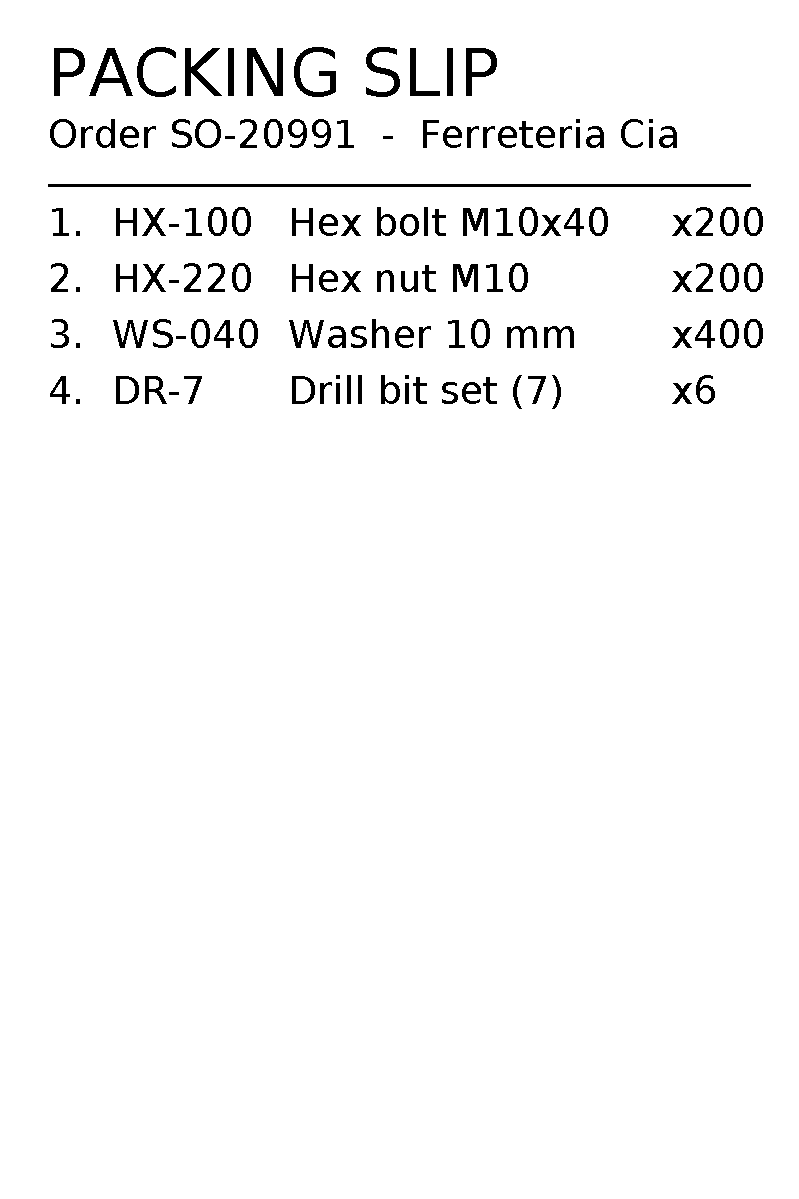 PACKING SLIP
Order SO-20991 - Ferreteria Cia
1. HX-100 Hex bolt M10x40 x200
2. HX-220 Hex nut M10 x200
3. WS-040 Washer 10 mm x400
4. DR-7 Drill bit set (7) x6